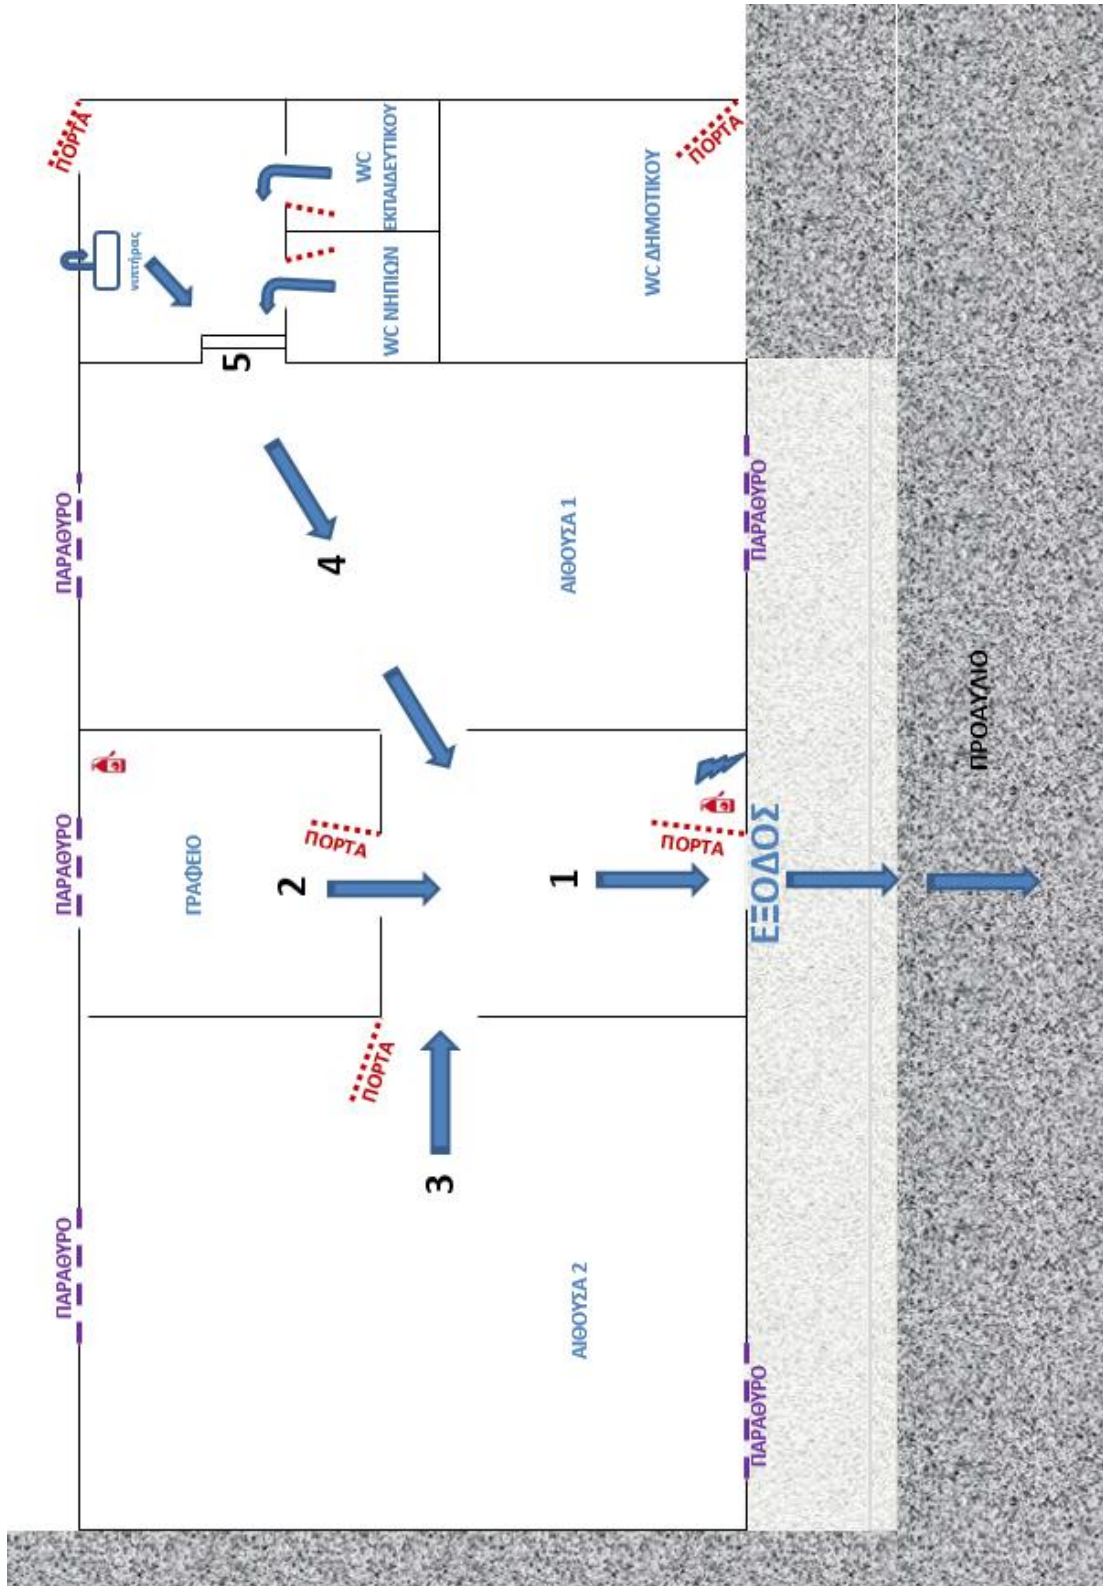 ΠΟΡΤΑ
νιπτήρας
WC
ΕΚΠΑΙΔΕΥΤΙΚΟΥ
WC ΝΗΠΙΩΝ
WC ΔΗΜΟΤΙΚΟΥ
ΠΟΡΤΑ
5
ΠΑΡΑΘΥΡΟ
4
ΑΙΘΟΥΣΑ 1
ΠΑΡΑΘΥΡΟ
ΠΑΡΑΘΥΡΟ
ΓΡΑΦΕΙΟ
2
ΠΟΡΤΑ
1
ΠΟΡΤΑ
ΕΞΟΔΟΣ
ΠΡΟΑΥΛΙΟ
ΠΟΡΤΑ
3
ΠΑΡΑΘΥΡΟ
ΑΙΘΟΥΣΑ 2
ΠΑΡΑΘΥΡΟ